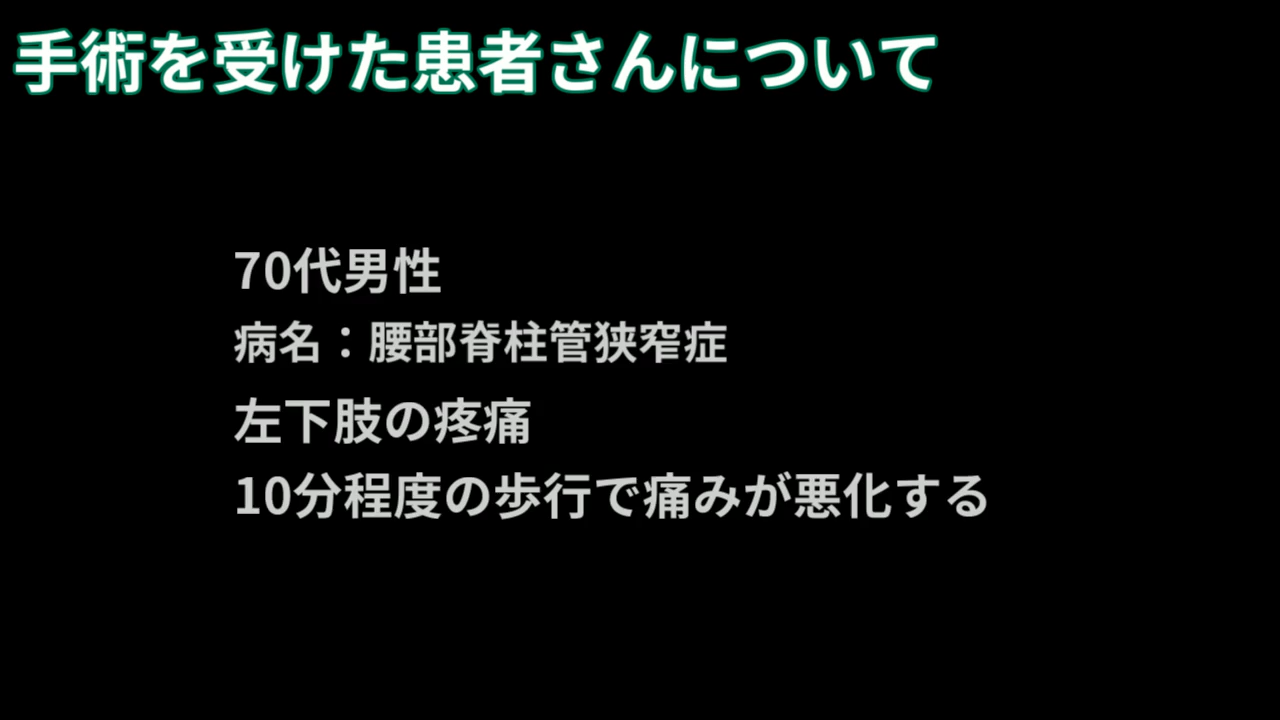 手術を受けた患者さんについて
70代男性
病名：腰部脊柱管狭窄症
左下肢の疼痛
10分程度の歩行で痛みが悪化する